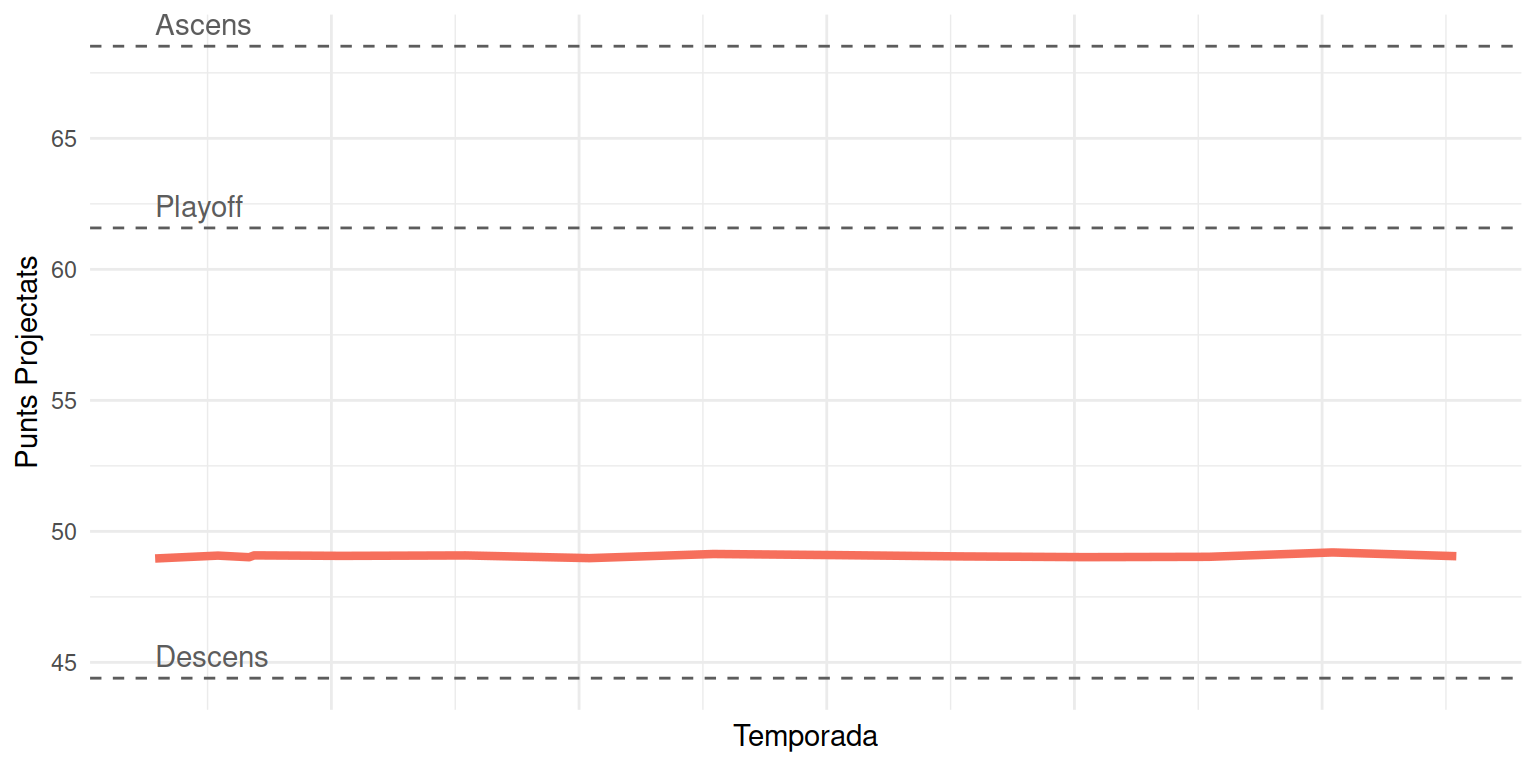 Ascens
65
Playoff
60
Punts Projectats
55
50
Descens
45
Temporada